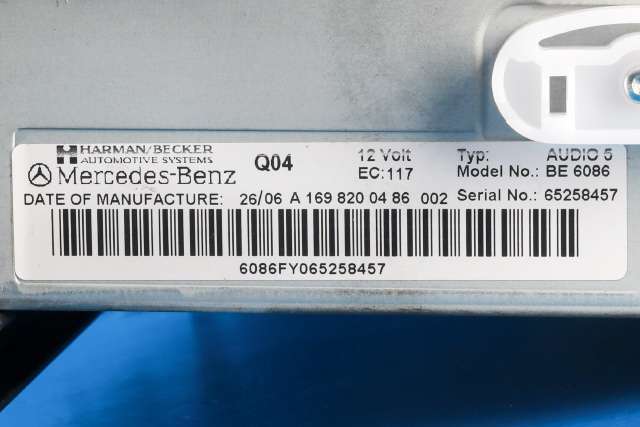 HARMAN/BECKER
AUTOMOTIVE SYSTEMS
Mercedes-Benz
Q04
12 Volt
EC:117
Typ: AUDIO 5
Model No.: BE 6086
DATE OF MANUFACTURE: 26/06 A 169 820 04 86 002 Serial No.: 65258457
6086FY065258457